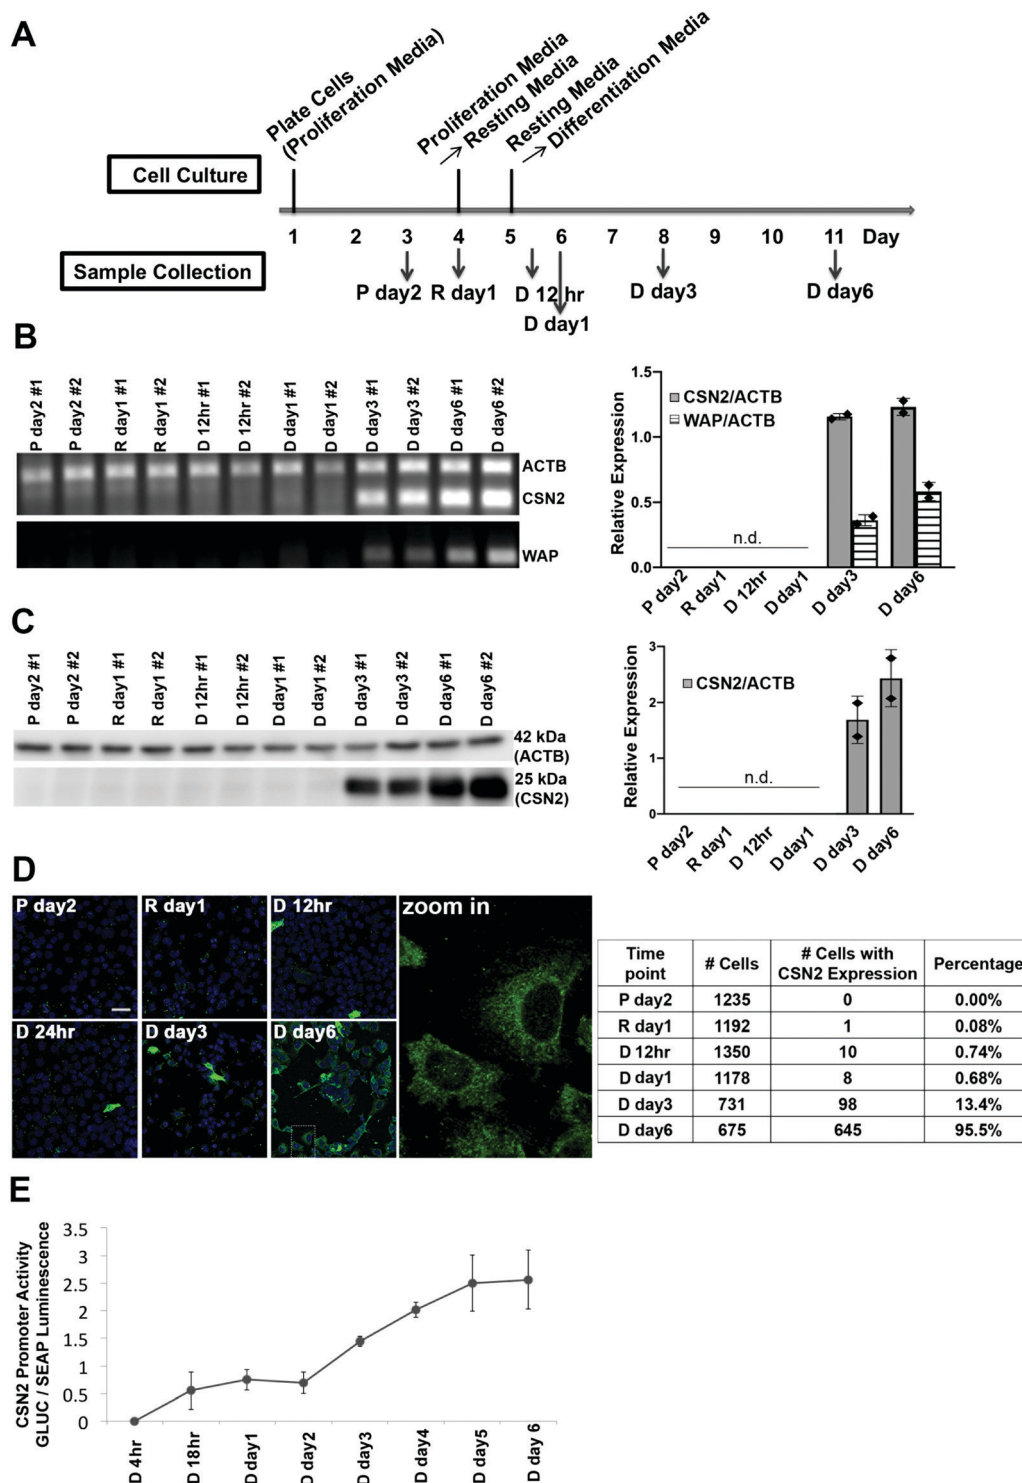 A
Plate Cells
(Proliferation Media)
Proliferation Media
→ Resting Media
Resting Media
→ Differentiation Media
Cell Culture
1 2 3 4 5 6 7 8 9 10 11 Day
Sample Collection
P day2 R day1 D 12hr D day3 D day6
D day1
B
P day2 #1
P day2 #2
R day1 #1
R day1 #2
D 12hr #1
D 12hr #2
D day1 #1
D day1 #2
D day3 #1
D day3 #2
D day6 #1
D day6 #2
ACTB
CSN2
WAP
Relative Expression
1.5
1.0
0.5
0.0
CSN2/ACTB
WAP/ACTB
n.d.
P day2
R day1
D 12hr
D day1
D day3
D day6
C
P day2 #1
P day2 #2
R day1 #1
R day1 #2
D 12hr #1
D 12hr #2
D day1 #1
D day1 #2
D day3 #1
D day3 #2
D day6 #1
D day6 #2
42 kDa
(ACTB)
25 kDa
(CSN2)
Relative Expression
3
2
1
0
CSN2/ACTB
n.d.
P day2
R day1
D 12hr
D day1
D day3
D day6
D
P day2 R day1 D 12hr zoom in
D 24hr D day3 D day6
Time point # Cells # Cells with CSN2 Expression Percentage
P day2 1235 0 0.00%
R day1 1192 1 0.08%
D 12hr 1350 10 0.74%
D day1 1178 8 0.68%
D day3 731 98 13.4%
D day6 675 645 95.5%
E
CSN2 Promoter Activity
GLUC / SEAP Luminescence
3.5
3
2.5
2
1.5
1
0.5
0
D 4hr
D 18hr
D day1
D day2
D day3
D day4
D day5
D day 6